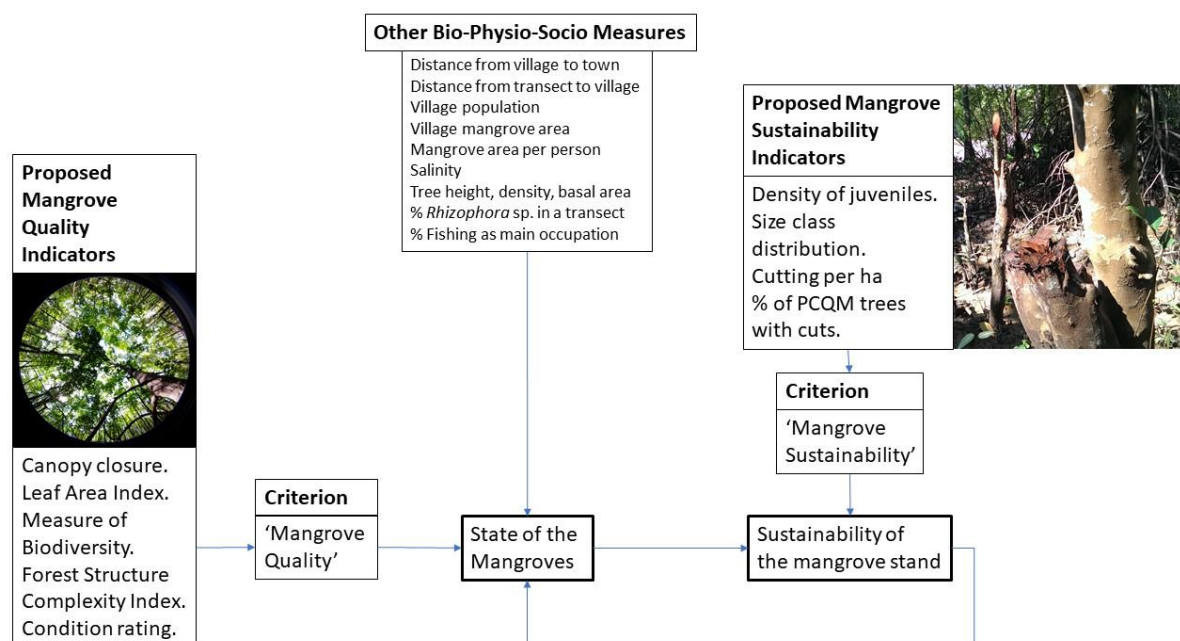 Other Bio-Physio-Socio Measures
Distance from village to town
Distance from transect to village
Village population
Village mangrove area
Mangrove area per person
Salinity
Tree height, density, basal area
% Rhizophora sp. in a transect
% Fishing as main occupation
Proposed Mangrove
Sustainability
Indicators
Density of juveniles.
Size class
distribution.
Cutting per ha
% of PCQM trees
with cuts.
Proposed
Mangrove
Quality
Indicators
Canopy closure.
Leaf Area Index.
Measure of
Biodiversity.
Forest Structure
Complexity Index.
Condition rating.
Criterion
‘Mangrove
Quality’
State of the
Mangroves
Criterion
‘Mangrove
Sustainability’
Sustainability of
the mangrove stand